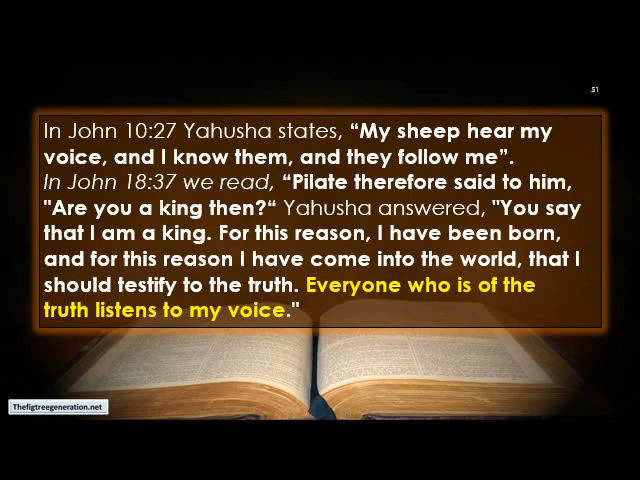 51
In John 10:27 Yahusha states, “My sheep hear my
voice, and I know them, and they follow me”.
In John 18:37 we read, “Pilate therefore said to him,
"Are you a king then?“ Yahusha answered, "You say
that I am a king. For this reason, I have been born,
and for this reason I have come into the world, that I
should testify to the truth. Everyone who is of the
truth listens to my voice."
Thefigtreegeneration.net